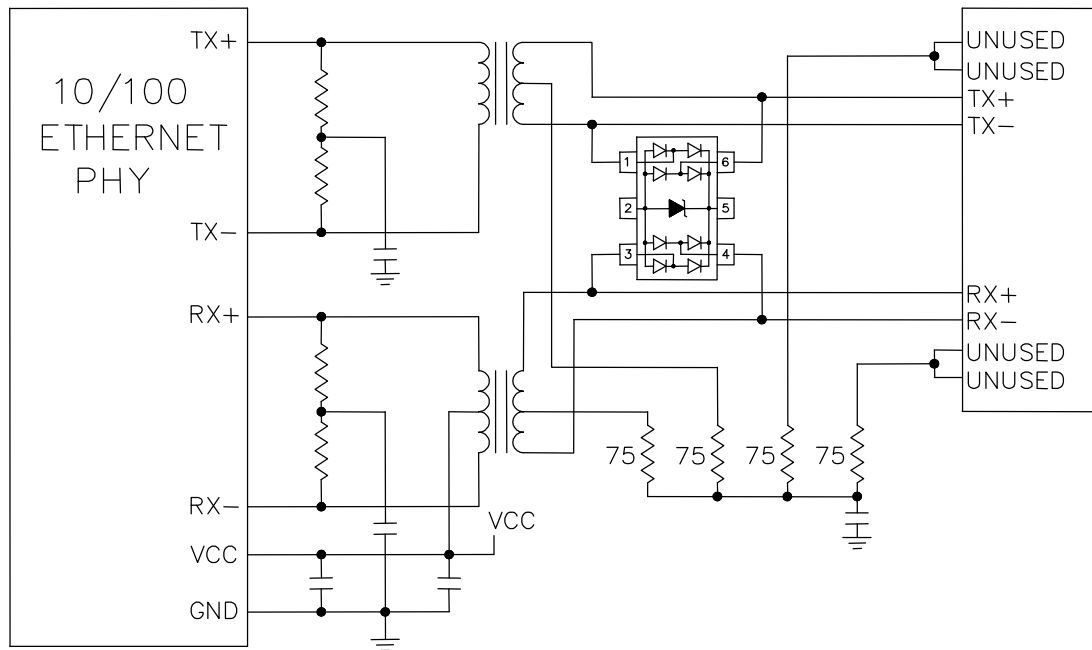 10/100
ETHERNET
PHY
TX+
TX-
RX+
RX-
VCC
GND
VCC
1
2
3
6
5
4
75
75
75
75
UNUSED
UNUSED
TX+
TX-
RX+
RX-
UNUSED
UNUSED